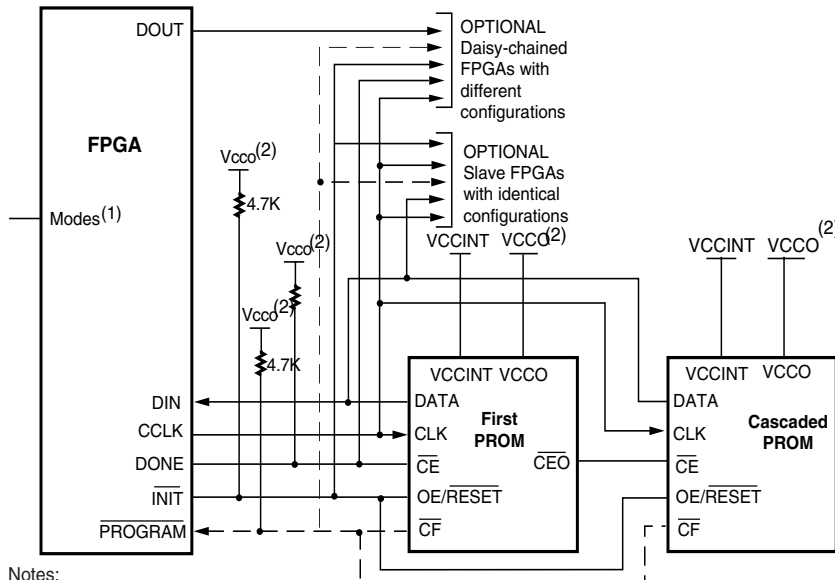 DOUT
OPTIONAL
Daisy-chained
FPGAs with
different
configurations
FPGA
OPTIONAL
Slave FPGAs
with identical
configurations
Vcco(2)
4.7K
Modes(1)
Vcco(2)
Vcco(2)
4.7K
VCCINT VCCO(2)
VCCINT VCCO(2)
VCCINT VCCO
VCCINT VCCO
DIN
CCLK
DONE
INIT
PROGRAM
DATA
CLK
CE
OE/RESET
CF
First
PROM
CEO
DATA
CLK
CE
OE/RESET
CF
Cascaded
PROM
Notes: